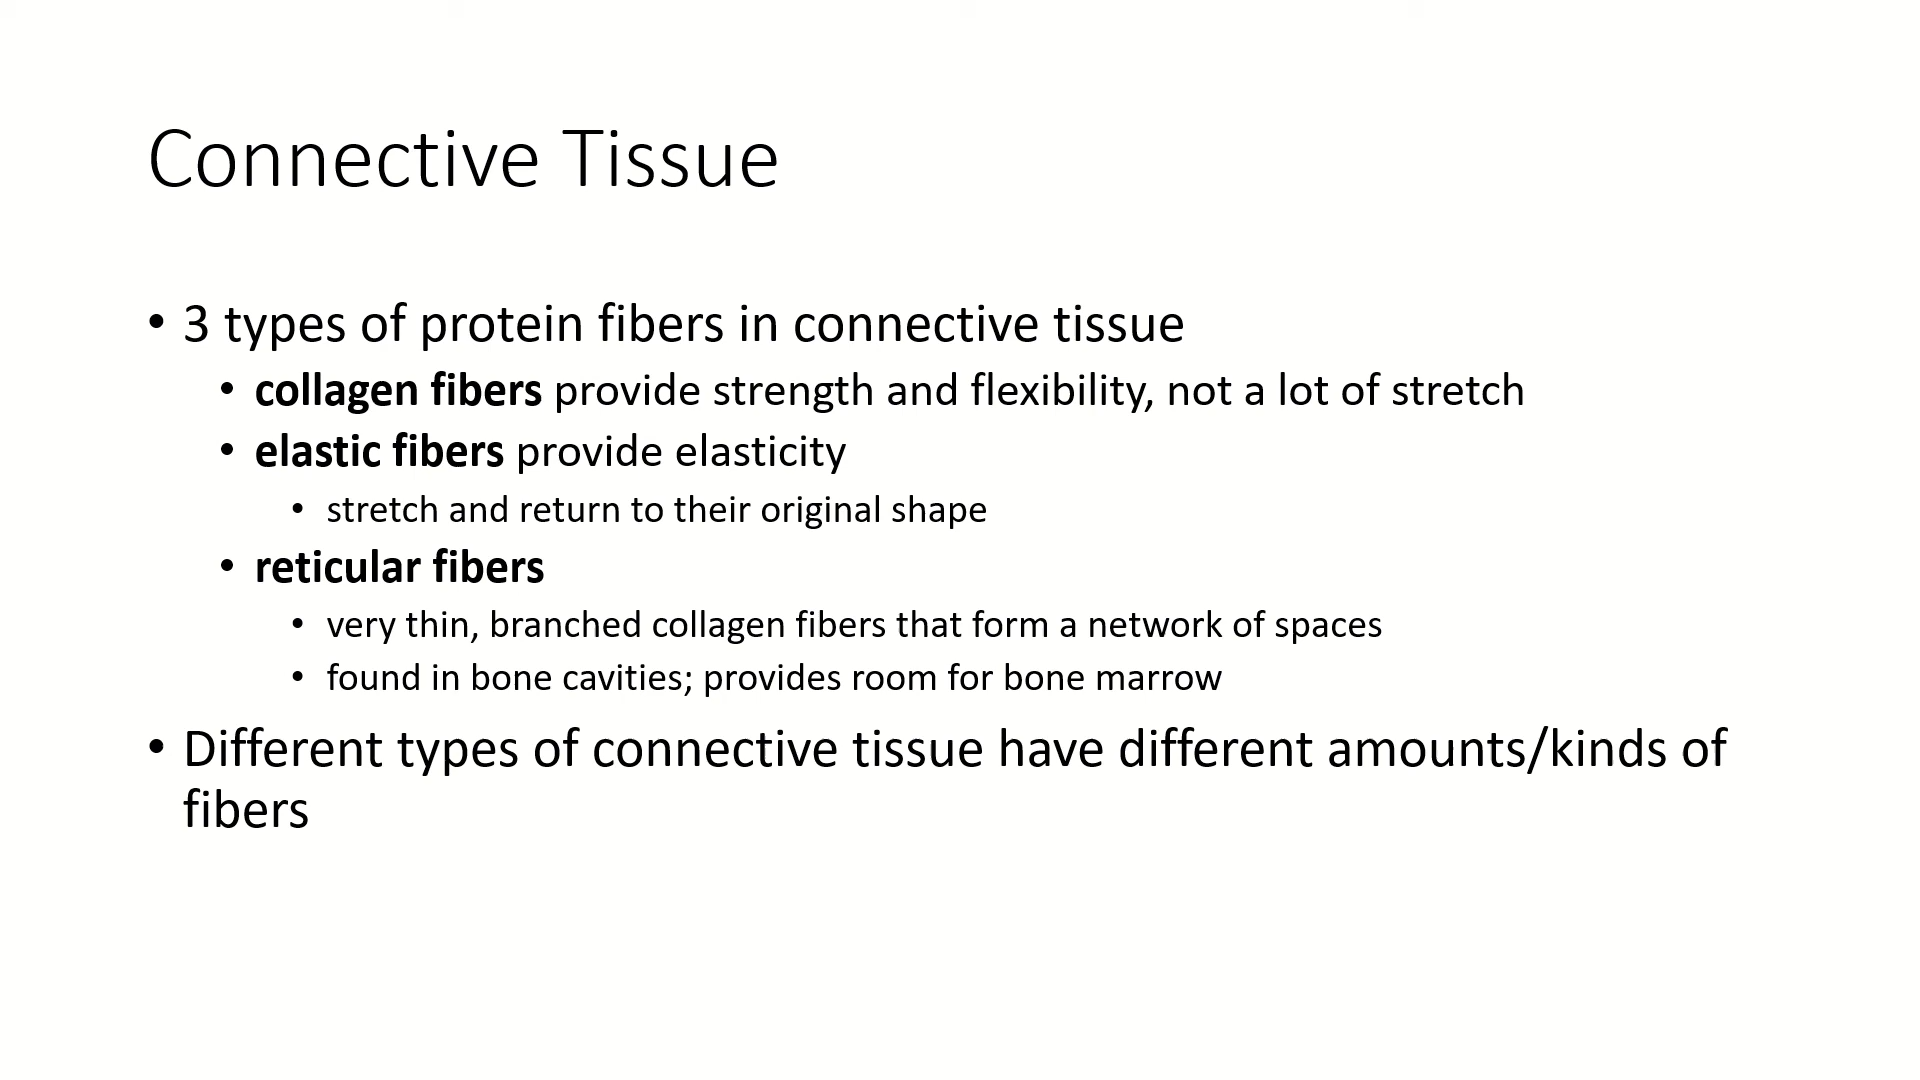 Connective Tissue
• 3 types of protein fibers in connective tissue
• collagen fibers provide strength and flexibility, not a lot of stretch
• elastic fibers provide elasticity
• stretch and return to their original shape
• reticular fibers
• very thin, branched collagen fibers that form a network of spaces
• found in bone cavities; provides room for bone marrow
• Different types of connective tissue have different amounts/kinds of
fibers